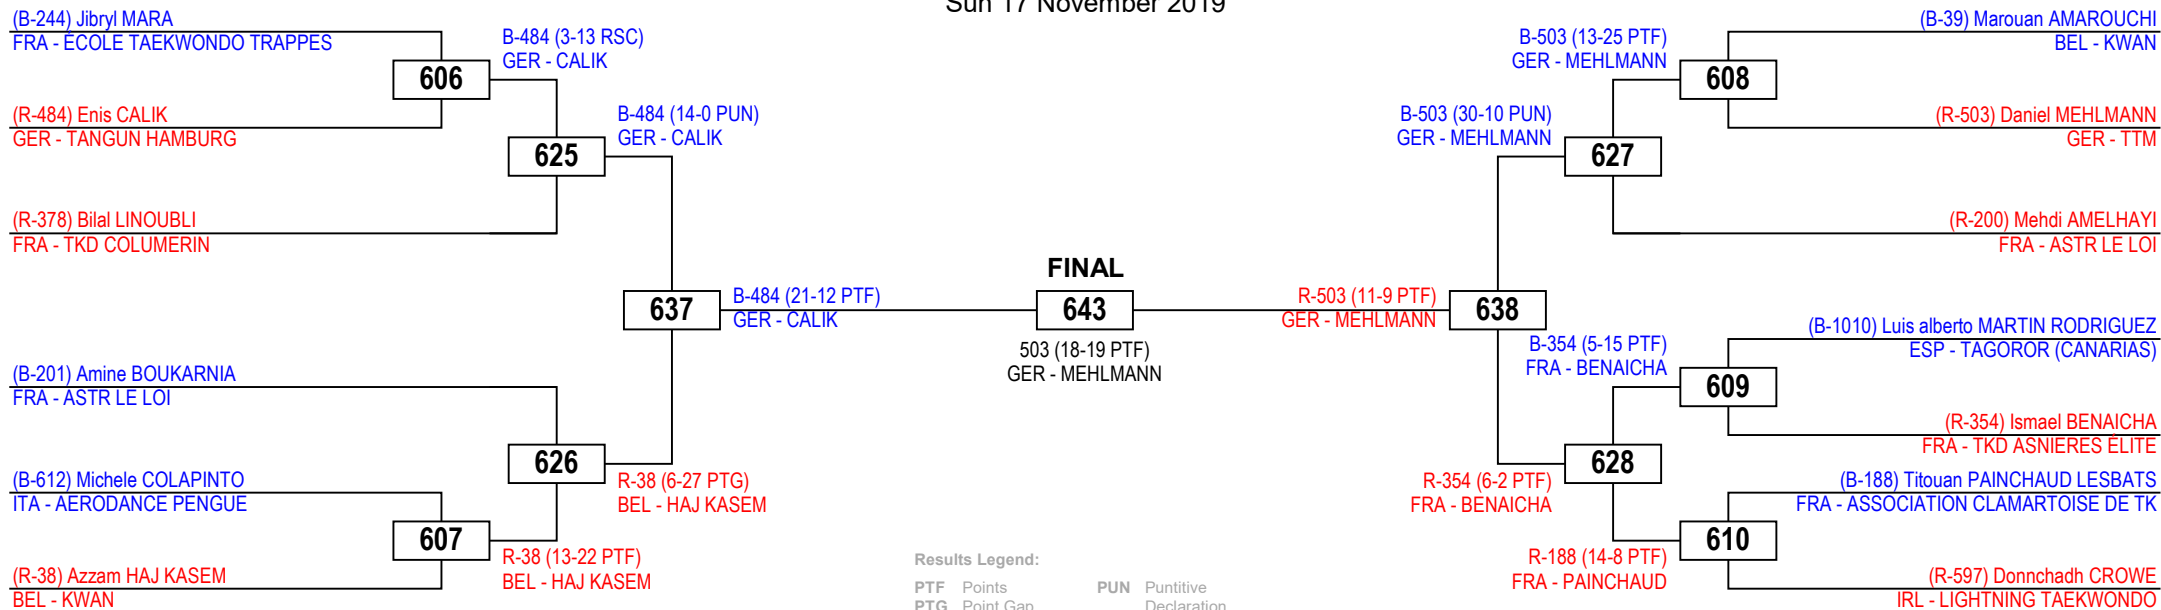 Sun 17 November 2019
(B-244) Jibryl MARA
FRA - ÉCOLE TAEKWONDO TRAPPES
606
(R-484) Enis CALIK
GER - TANGUN HAMBURG
B-484 (3-13 RSC)
GER - CALIK
625
B-484 (14-0 PUN)
GER - CALIK
(R-378) Bilal LINOUBLI
FRA - TKD COLUMERIN
637
B-484 (21-12 PTF)
GER - CALIK
(B-201) Amine BOUKARNIA
FRA - ASTR LE LOI
626
R-38 (6-27 PTG)
BEL - HAJ KASEM
(B-612) Michele COLAPINTO
ITA - AERODANCE PENGUE
607
R-38 (13-22 PTF)
BEL - HAJ KASEM
(R-38) Azzam HAJ KASEM
BEL - KWAN
FINAL
643
503 (18-19 PTF)
GER - MEHLMANN
(B-39) Marouan AMAROUCHI
BEL - KWAN
B-503 (13-25 PTF)
GER - MEHLMANN
608
(R-503) Daniel MEHLMANN
GER - TTM
B-503 (30-10 PUN)
GER - MEHLMANN
627
(R-200) Mehdi AMELHAYI
FRA - ASTR LE LOI
R-503 (11-9 PTF)
GER - MEHLMANN
638
(B-1010) Luis alberto MARTIN RODRIGUEZ
ESP - TAGOROR (CANARIAS)
B-354 (5-15 PTF)
FRA - BENAICHA
609
(R-354) Ismael BENAICHA
FRA - TKD ASNIERES ÉLITE
628
R-354 (6-2 PTF)
FRA - BENAICHA
(B-188) Titouan PAINCHAUD LESBATS
FRA - ASSOCIATION CLAMARTOISE DE TK
610
R-188 (14-8 PTF)
FRA - PAINCHAUD
(R-597) Donnchadh CROWE
IRL - LIGHTNING TAEKWONDO
Results Legend:
PTF Points PUN Puntitive
PTG Point Gap Declaration